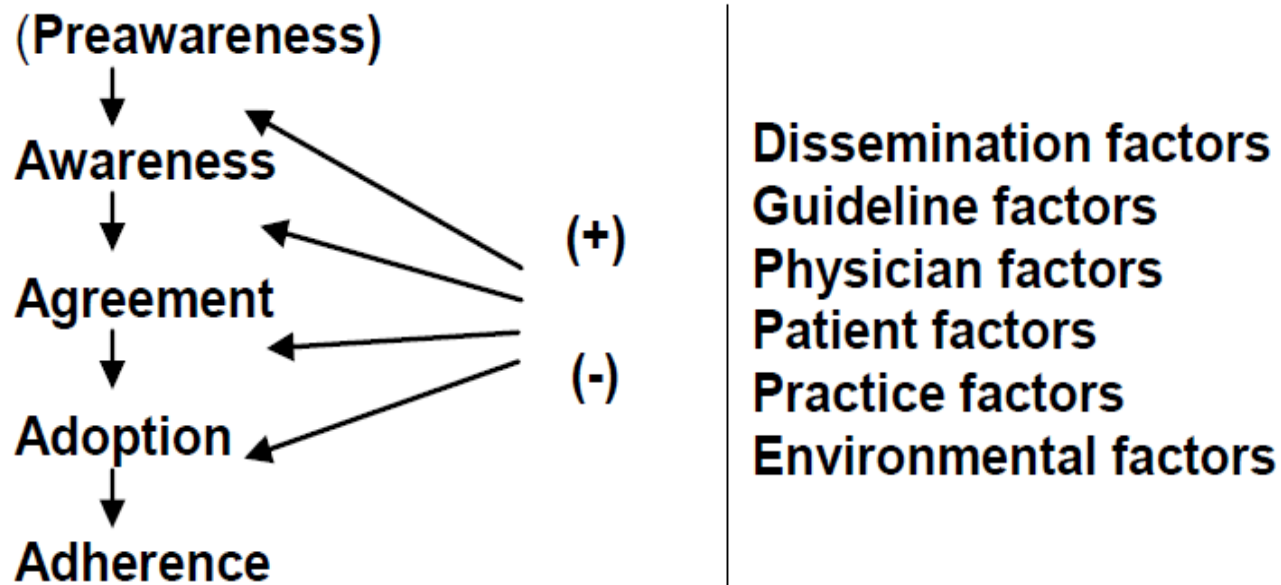 (Preawareness)
Awareness
Agreement
Adoption
Adherence
(+)
(-)
Dissemination factors
Guideline factors
Physician factors
Patient factors
Practice factors
Environmental factors